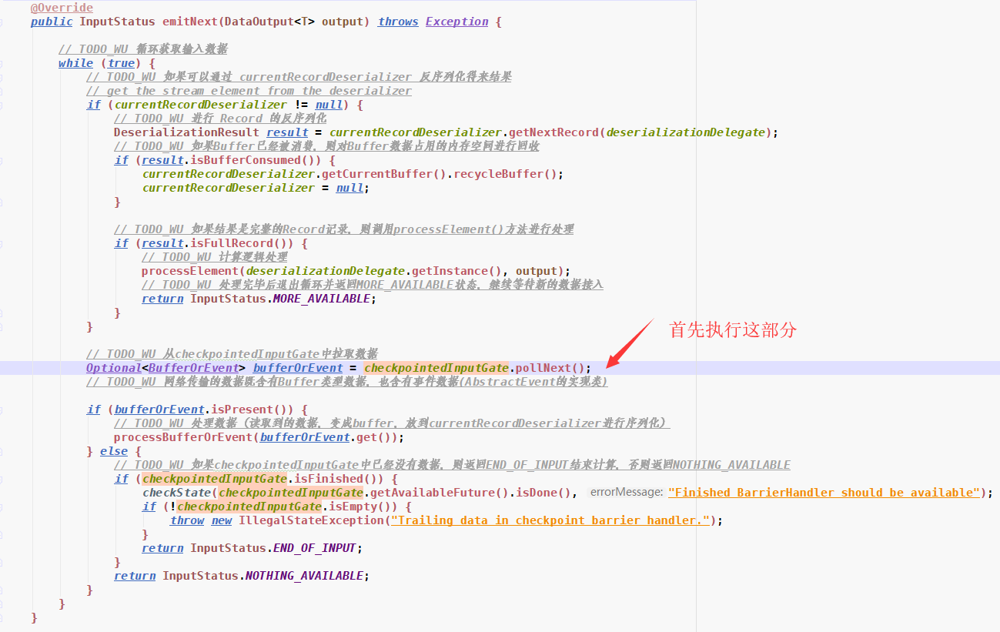 @Override
public InputStatus emitNext(DataOutput<T> output) throws Exception {
// TODO_WU 循环获取输入数据
while (true) {
// TODO_WU 如果可以通过 currentRecordDeserializer 反序列化得来结果
// get the stream element from the deserializer
if (currentRecordDeserializer != null) {
// TODO_WU 进行 Record 的反序列化
DeserializationResult result = currentRecordDeserializer.getNextRecord(deserializationDelegate);
// TODO_WU 如果Buffer已经被消费，则对Buffer数据占用的内存空间进行回收
if (result.isBufferConsumed()) {
currentRecordDeserializer.getCurrentBuffer().recycleBuffer();
currentRecordDeserializer = null;
}
// TODO_WU 如果结果是完整的Record记录，则调用processElement()方法进行处理
if (result.isFullRecord()) {
// TODO_WU 计算逻辑处理
processElement(deserializationDelegate.getInstance(), output);
// TODO_WU 处理完毕后退出循环并返回MORE_AVAILABLE状态，继续等待新的数据接入
return InputStatus.MORE_AVAILABLE;
}
}
首先执行这部分
// TODO_WU 从checkpointedInputGate中拉取数据
Optional<BufferOrEvent> bufferOrEvent = checkpointedInputGate.pollNext();
// TODO_WU 网络传输的数据既含有Buffer类型数据，也含有事件数据(AbstractEvent的实现类)
if (bufferOrEvent.isPresent()) {
// TODO_WU 处理数据（读取到的数据，变成buffer，放到currentRecordDeserializer进行序列化）
processBufferOrEvent(bufferOrEvent.get());
} else {
// TODO_WU 如果checkpointedInputGate中已经没有数据，则返回END_OF_INPUT结束计算，否则返回NOTHING_AVAILABLE
if (checkpointedInputGate.isFinished()) {
checkState(checkpointedInputGate.getAvailableFuture().isDone(), errorMessage: "Finished BarrierHandler should be available");
if (!checkpointedInputGate.isEmpty()) {
throw new IllegalStateException("Trailing data in checkpoint barrier handler.");
}
return InputStatus.END_OF_INPUT;
}
return InputStatus.NOTHING_AVAILABLE;
}
}
}